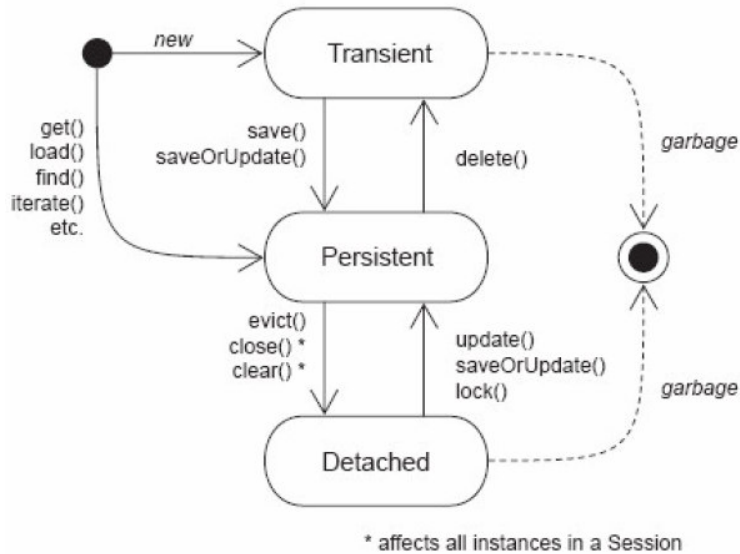 new
Transient
get()
load()
find()
iterate()
etc.
save()
saveOrUpdate()
delete()
garbage
Persistent
evict()
close() *
clear() *
update()
saveOrUpdate()
lock()
garbage
Detached
* affects all instances in a Session